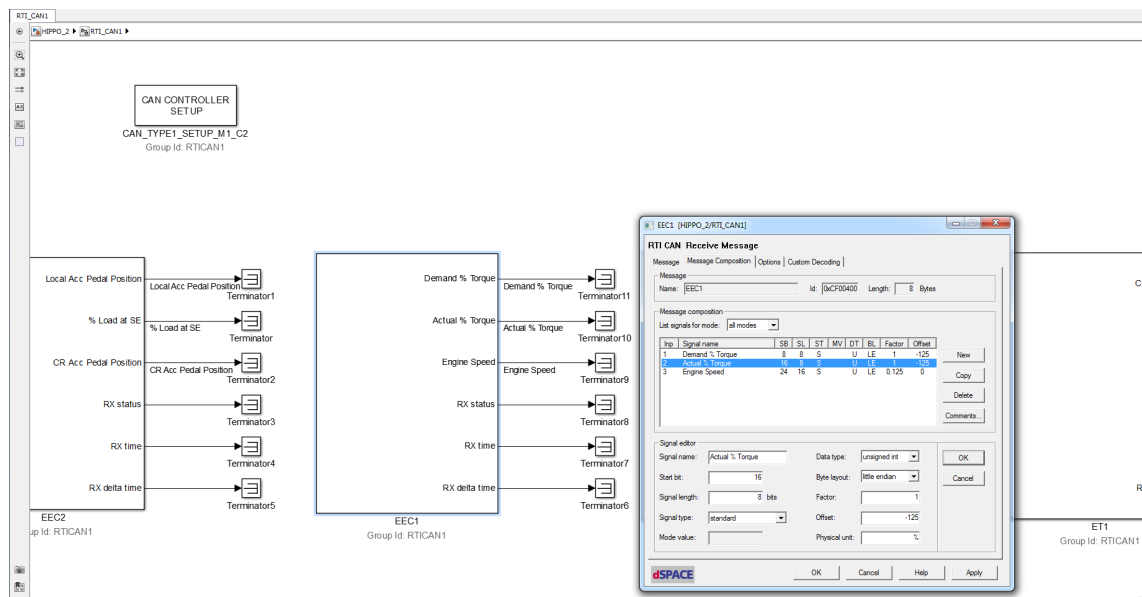 RTI_CAN1
HIPPO_2 RTI_CAN1
CAN CONTROLLER
SETUP
CAN_TYPE1_SETUP_M1_C2
Group Id: RTICAN1
Local Acc Pedal Position
Local Acc Pedal Position
Terminator1
% Load at SE
% Load at SE
Terminator
CR Acc Pedal Position
CR Acc Pedal Position
Terminator2
RX status
Terminator3
RX time
Terminator4
RX delta time
Terminator5
EEC2
up Id: RTICAN1
Demand % Torque
Demand % Torque
Terminator11
Actual % Torque
Actual % Torque
Terminator10
Engine Speed
Engine Speed
Terminator9
RX status
Terminator8
RX time
Terminator7
RX delta time
Terminator6
EEC1
Group Id: RTICAN1
EEC1 [HIPPO_2/RTI_CAN1]
RTI CAN Receive Message
Message Message Composition Options Custom Decoding
Message
Name: EEC1 Id: 0xCF00400 Length: 8 Bytes
Message composition
List signals for mode: all modes
Inp Signal name SB SL ST MV DT BL Factor Offset
1 Demand % Torque 8 8 S U LE 1 -125
2 Actual % Torque 16 8 S U LE 1 -125
3 Engine Speed 24 16 S U LE 0.125 0
New
Copy
Delete
Comments...
Signal editor
Signal name: Actual % Torque Data type: unsigned int OK
Start bit: 16 Byte layout: little endian Cancel
Signal length: 8 bits Factor: 1
Signal type: standard Offset: -125
Mode value: Physical unit: %
dSPACE OK Cancel Help Apply
C
R
ET1
Group Id: RTICAN1